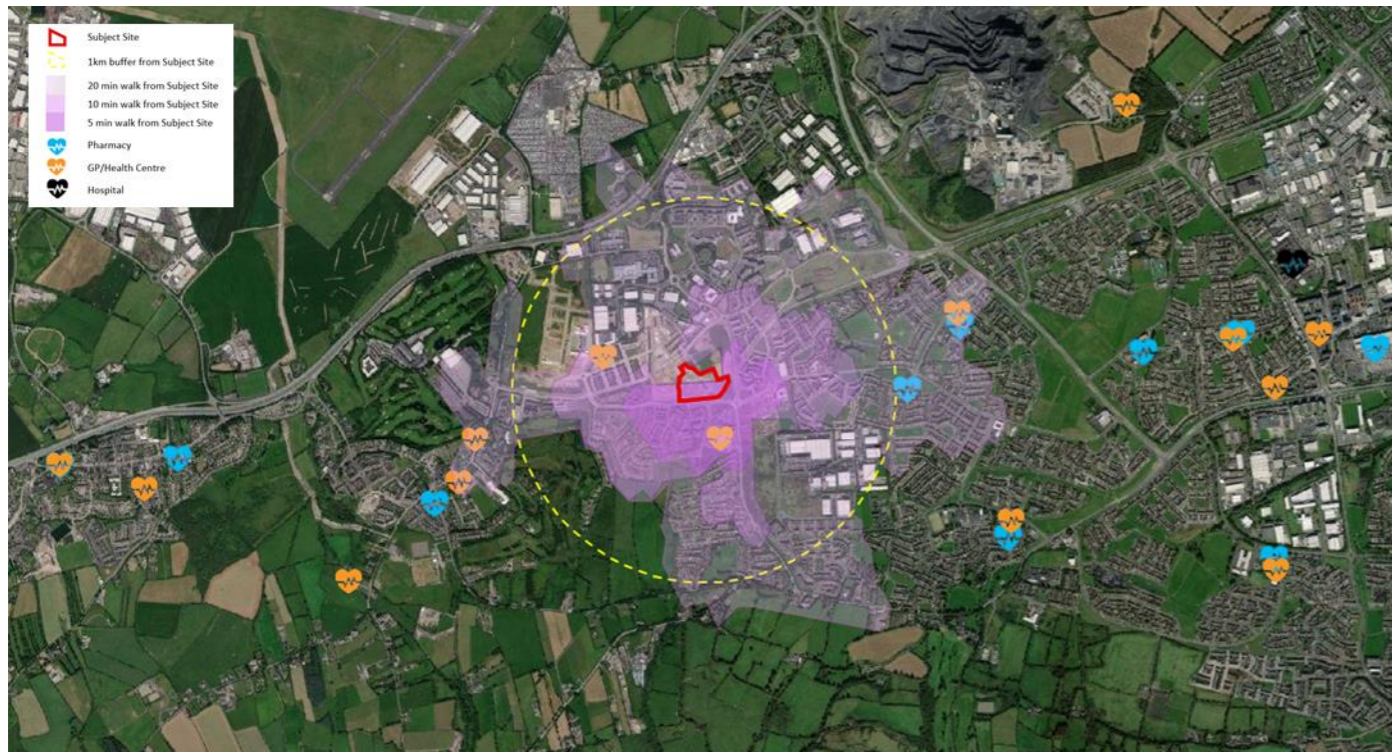 Subject Site
1km buffer from Subject Site
20 min walk from Subject Site
10 min walk from Subject Site
5 min walk from Subject Site
Pharmacy
GP/Health Centre
Hospital